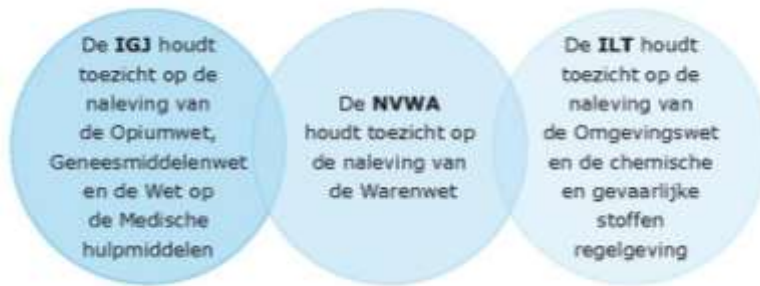 De IGJ houdt
toezicht op de
naleving van
de Opiumwet,
Geneesmiddelenwet
en de Wet op
de Medische
hulpmiddelen
De NVWA
houdt toezicht op
de naleving van
de Warenwet
De ILT houdt
toezicht op de
naleving van
de Omgevingswet
en de chemische
en gevaarlijke
stoffen
regelgeving